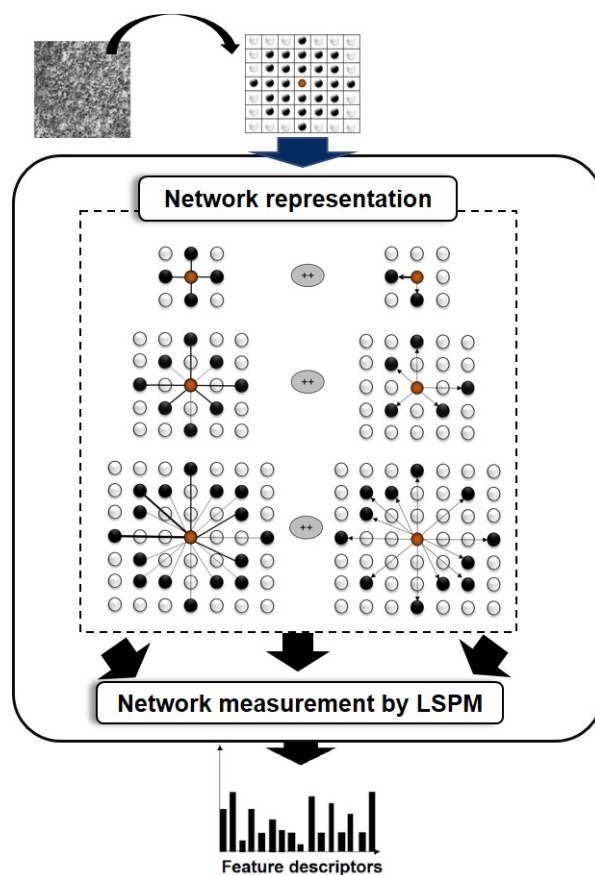 Network representation
++
++
++
Network measurement by LSPM
Feature descriptors